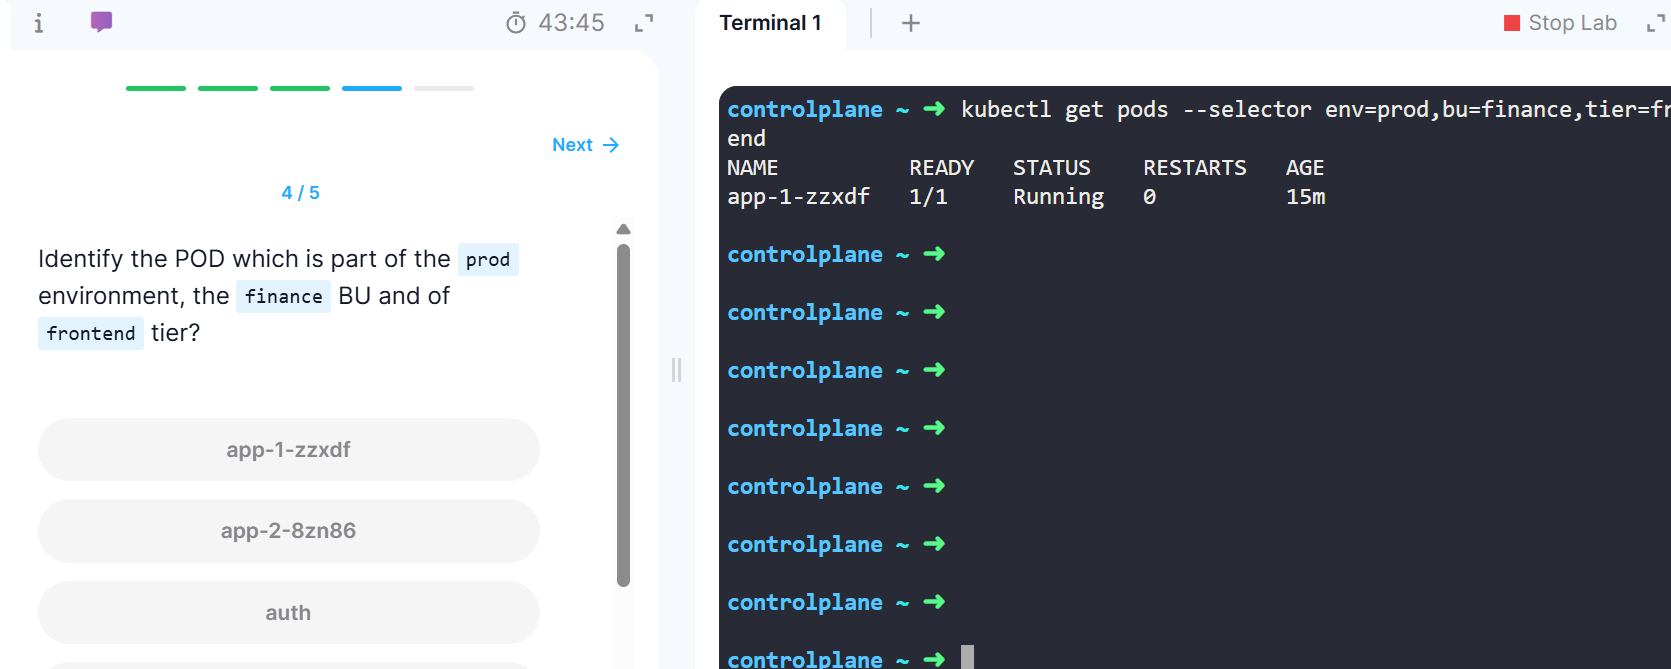 43:45
Next →
4 / 5
Identify the POD which is part of the prod
environment, the finance BU and of
frontend tier?
app-1-zzxdf
app-2-8zn86
auth
Terminal 1
+
Stop Lab
controlplane ~ ➜ kubectl get pods --selector env=prod,bu=finance,tier=fr
end
NAME READY STATUS RESTARTS AGE
app-1-zzxdf 1/1 Running 0 15m
controlplane ~ ➜
controlplane ~ ➜
controlplane ~ ➜
controlplane ~ ➜
controlplane ~ ➜
controlplane ~ ➜
controlplane ~ ➜
controlplane ~ ➜